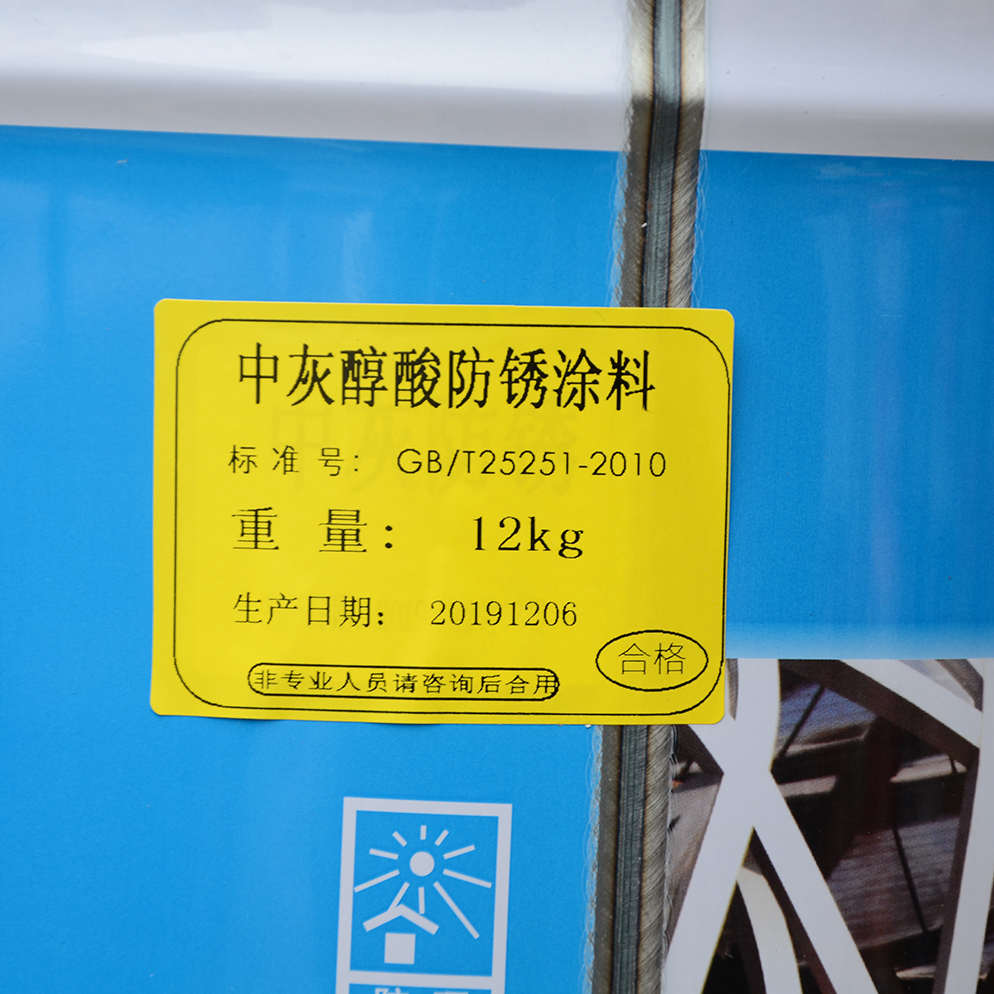 中灰醇酸防锈涂料
标准号: GB/T25251-2010
重量: 12kg
生产日期: 20191206
合格
非专业人员请咨询后合用